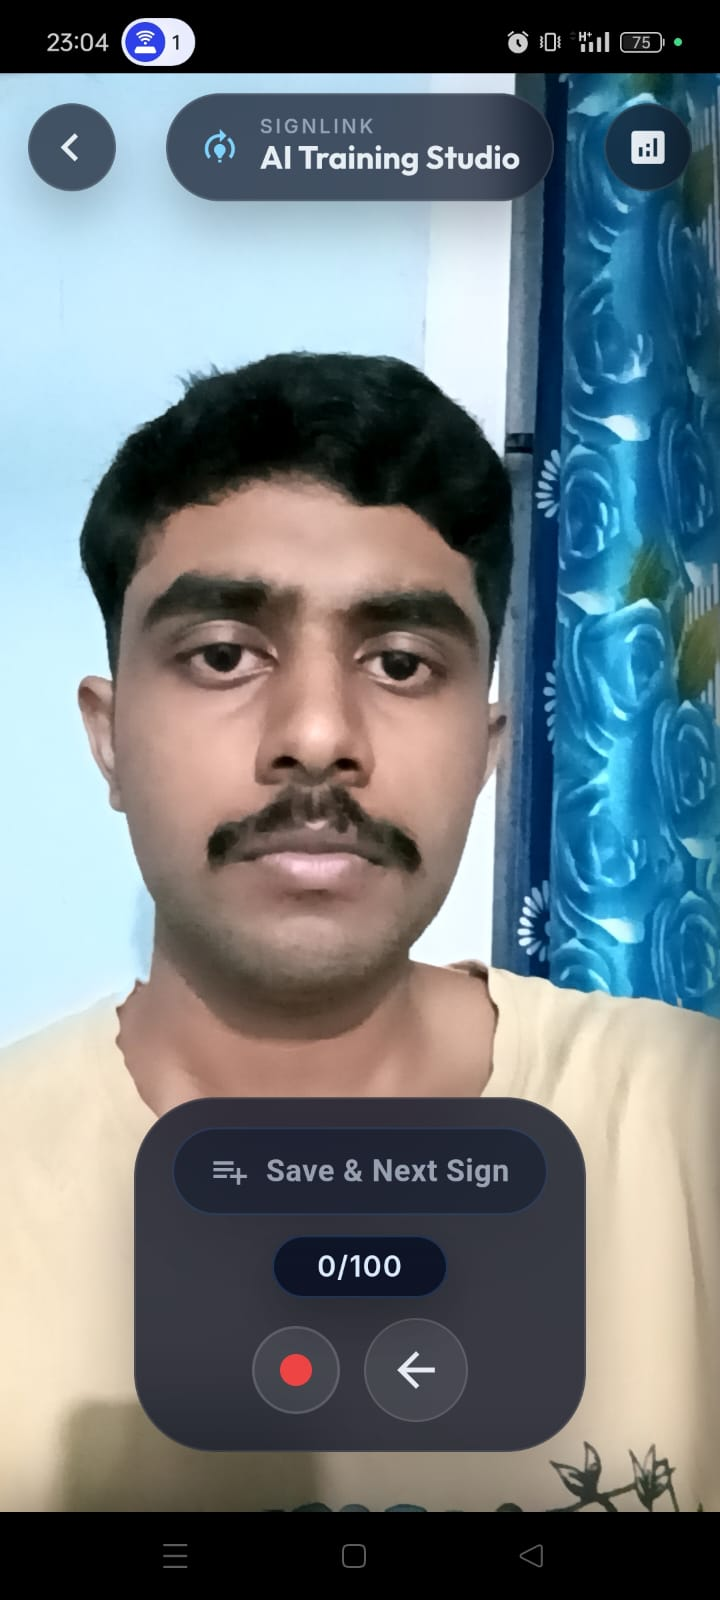 23:04
1
H+
75
SIGNLINK
AI Training Studio
Save & Next Sign
0/100